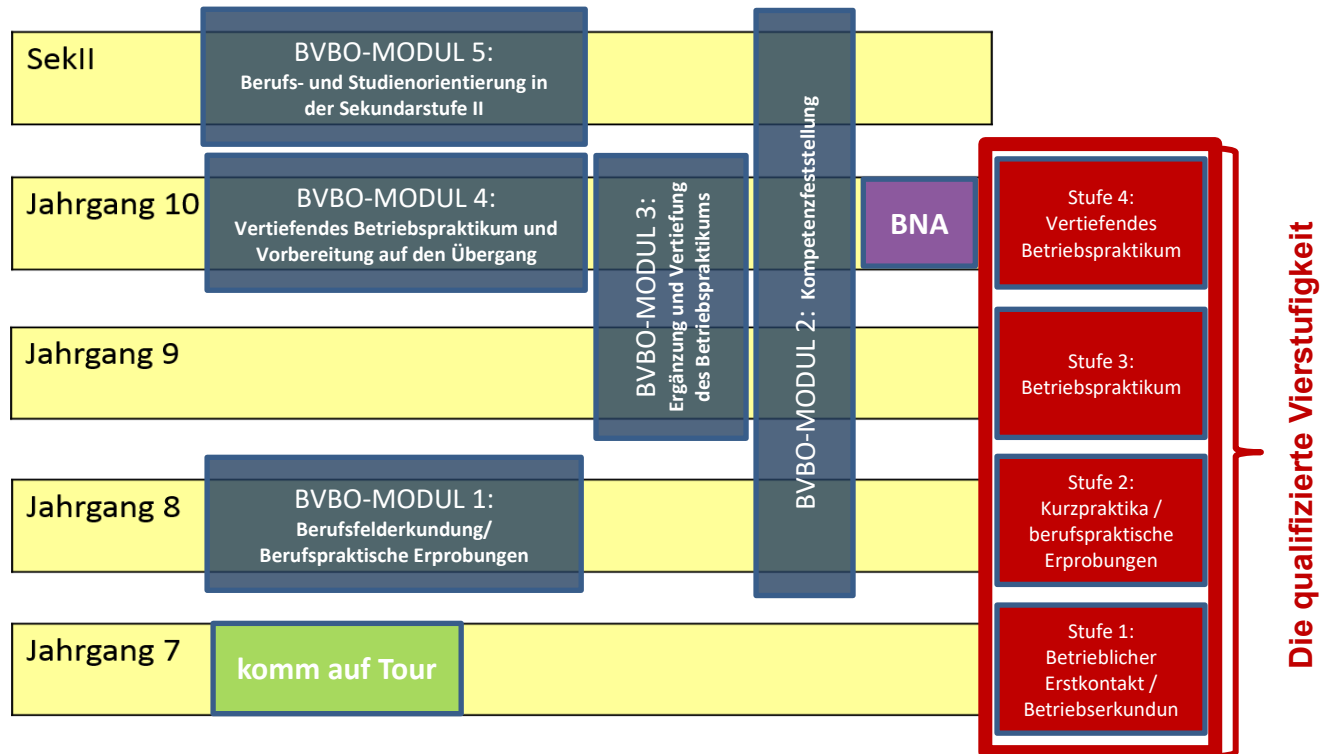 SekII
BVBO-MODUL 5:
Berufs- und Studienorientierung in
der Sekundarstufe II
Jahrgang 10
BVBO-MODUL 4:
Vertiefendes Betriebspraktikum und
Vorbereitung auf den Übergang
BVBO-MODUL 3:
Ergänzung und Vertiefung
des Betriebspraktikums
BVBO-MODUL 2: Kompetenzfeststellung
BNA
Stufe 4:
Vertiefendes
Betriebspraktikum
Jahrgang 9
Stufe 3:
Betriebspraktikum
Jahrgang 8
BVBO-MODUL 1:
Berufsfelderkundung/
Berufspraktische Erprobungen
Stufe 2:
Kurzpraktika /
berufspraktische
Erprobungen
Jahrgang 7
komm auf Tour
Stufe 1:
Betrieblicher
Erstkontakt /
Betriebserkundun
Die qualifizierte Vierstufigkeit